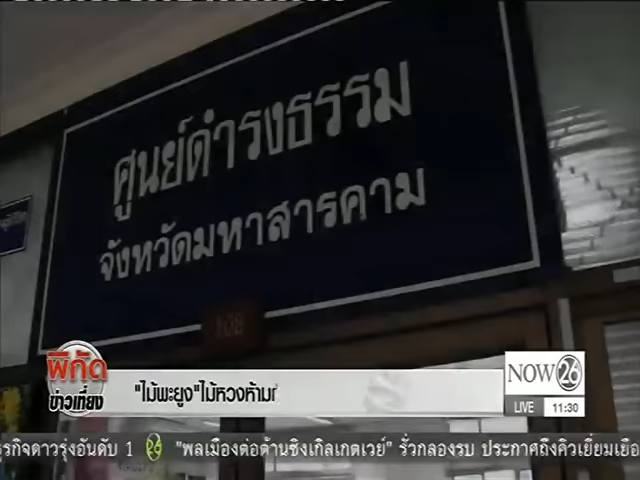 ศูนย์ดำรงธรรม
จังหวัดมหาสารคาม
108
พิกัด
ข่าวเที่ยง
"ไม้พะยูง"ไม้หวงห้าม
NOW26
LIVE 11:30
ธุรกิจดาวรุ่งอันดับ 1 26 "พลเมืองต่อต้านซิงเกิลเกตเวย์" รั่วกลองรบ ประกาศถึงคิวเยี่ยมเยือ